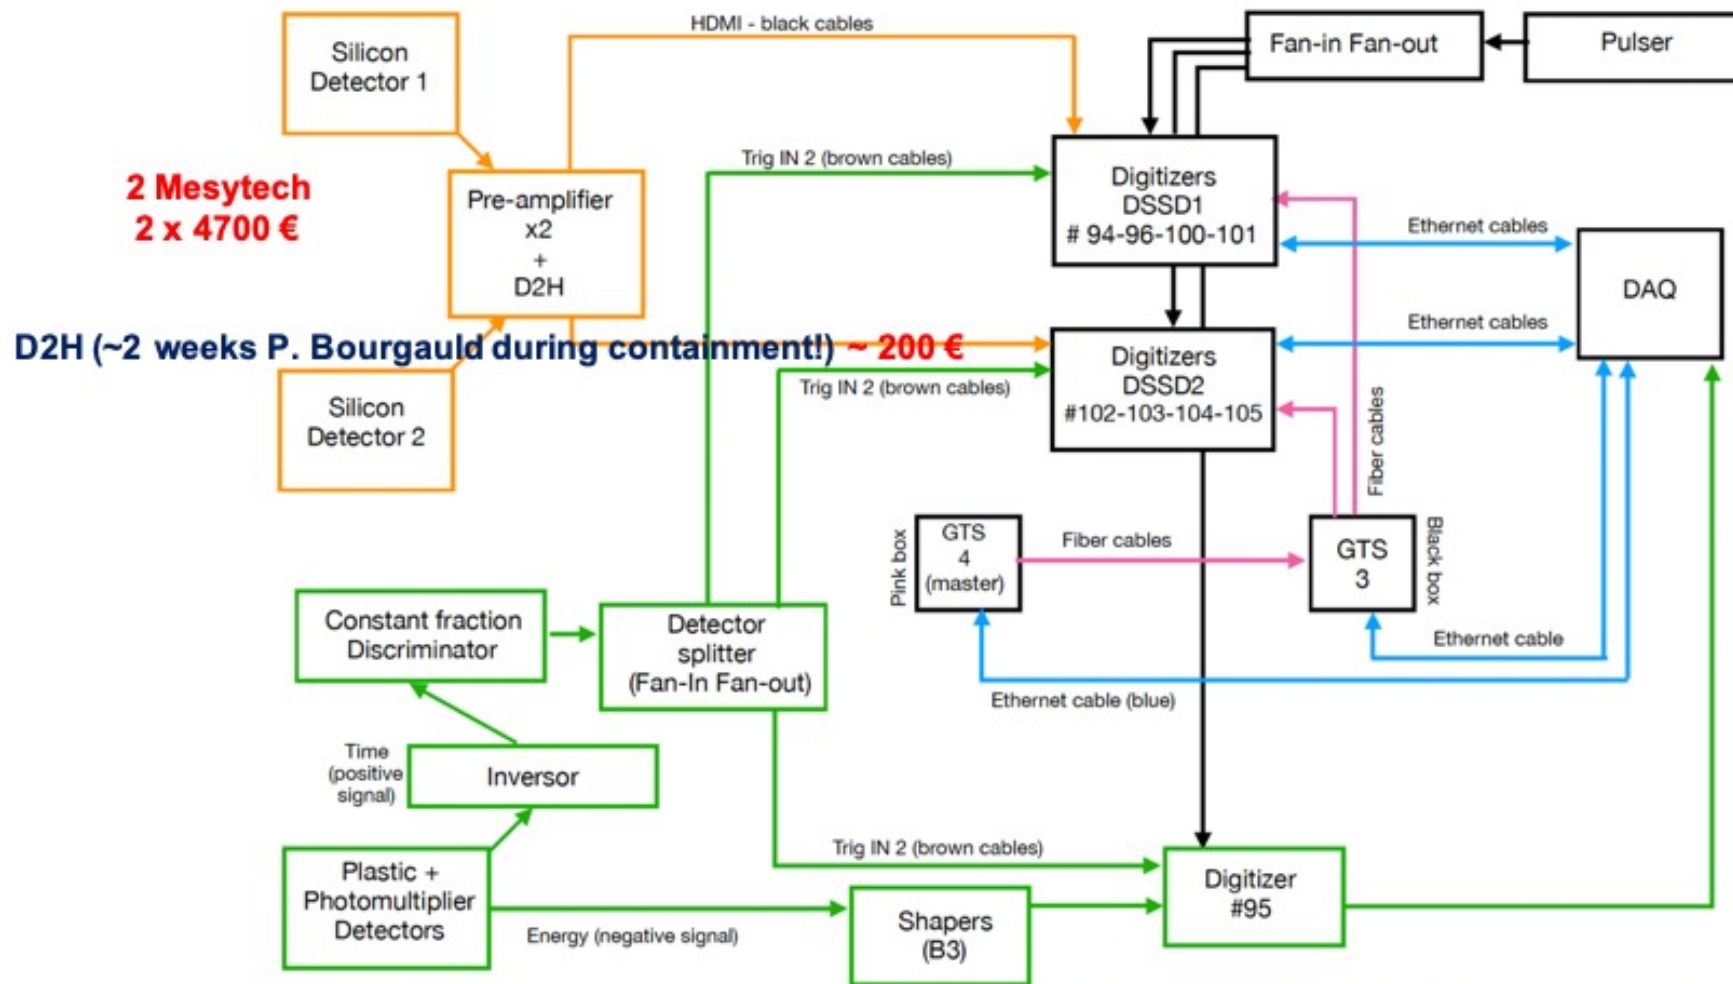 HDMI - black cables
Silicon
Detector 1
Fan-in Fan-out
Pulser
2 Mesytech
2 x 4700 €
Pre-amplifier
x2
+
D2H
Trig IN 2 (brown cables)
Digitizers
DSSD1
# 94-96-100-101
Ethernet cables
DAQ
D2H (~2 weeks P. Bourgauld during containment!) ~ 200 €
Ethernet cables
Digitizers
DSSD2
#102-103-104-105
Trig IN 2 (brown cables)
Silicon
Detector 2
Fiber cables
Pink box
GTS
4
(master)
Fiber cables
GTS
3
Black box
Constant fraction
Discriminator
Detector
splitter
(Fan-In Fan-out)
Ethernet cable
Ethernet cable (blue)
Time
(positive
signal)
Inversor
Trig IN 2 (brown cables)
Plastic +
Photomultiplier
Detectors
Energy (negative signal)
Shapers
(B3)
Digitizer
#95